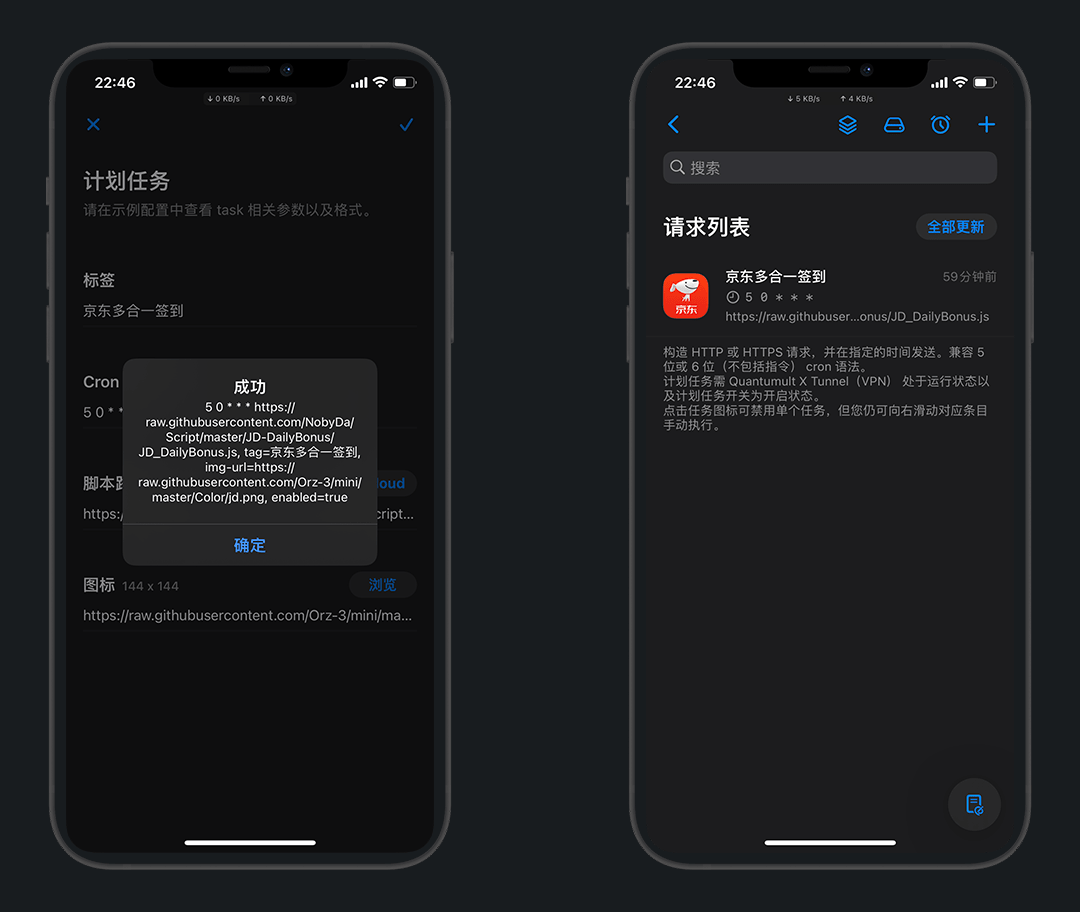 22:46
↓ 0 KB/s ↑ 0 KB/s
计划任务
请在示例配置中查看 task 相关参数以及格式。
标签
京东多合一签到
Cron
5 0 * *
成功
5 0 * * * https://
raw.githubusercontent.com/NobyDa/
Script/master/JD-DailyBonus/
JD_DailyBonus.js, tag=京东多合一签到,
img-url=https://
raw.githubusercontent.com/Orz-3/mini/
master/Color/jd.png, enabled=true
确定
脚本路 loud
https:/ cript...
图标 144 x 144 浏览
https://raw.githubusercontent.com/Orz-3/mini/ma...
22:46
↓ 5 KB/s ↑ 4 KB/s
搜索
请求列表 全部更新
京东
京东多合一签到 59分钟前
5 0 * * *
https://raw.githubuser...onus/JD_DailyBonus.js
构造 HTTP 或 HTTPS 请求，并在指定的时间发送。兼容 5
位或 6 位（不包括指令） cron 语法。
计划任务需 Quantumult X Tunnel（VPN） 处于运行状态以
及计划任务开关为开启状态。
点击任务图标可禁用单个任务，但您仍可向右滑动对应条目
手动执行。